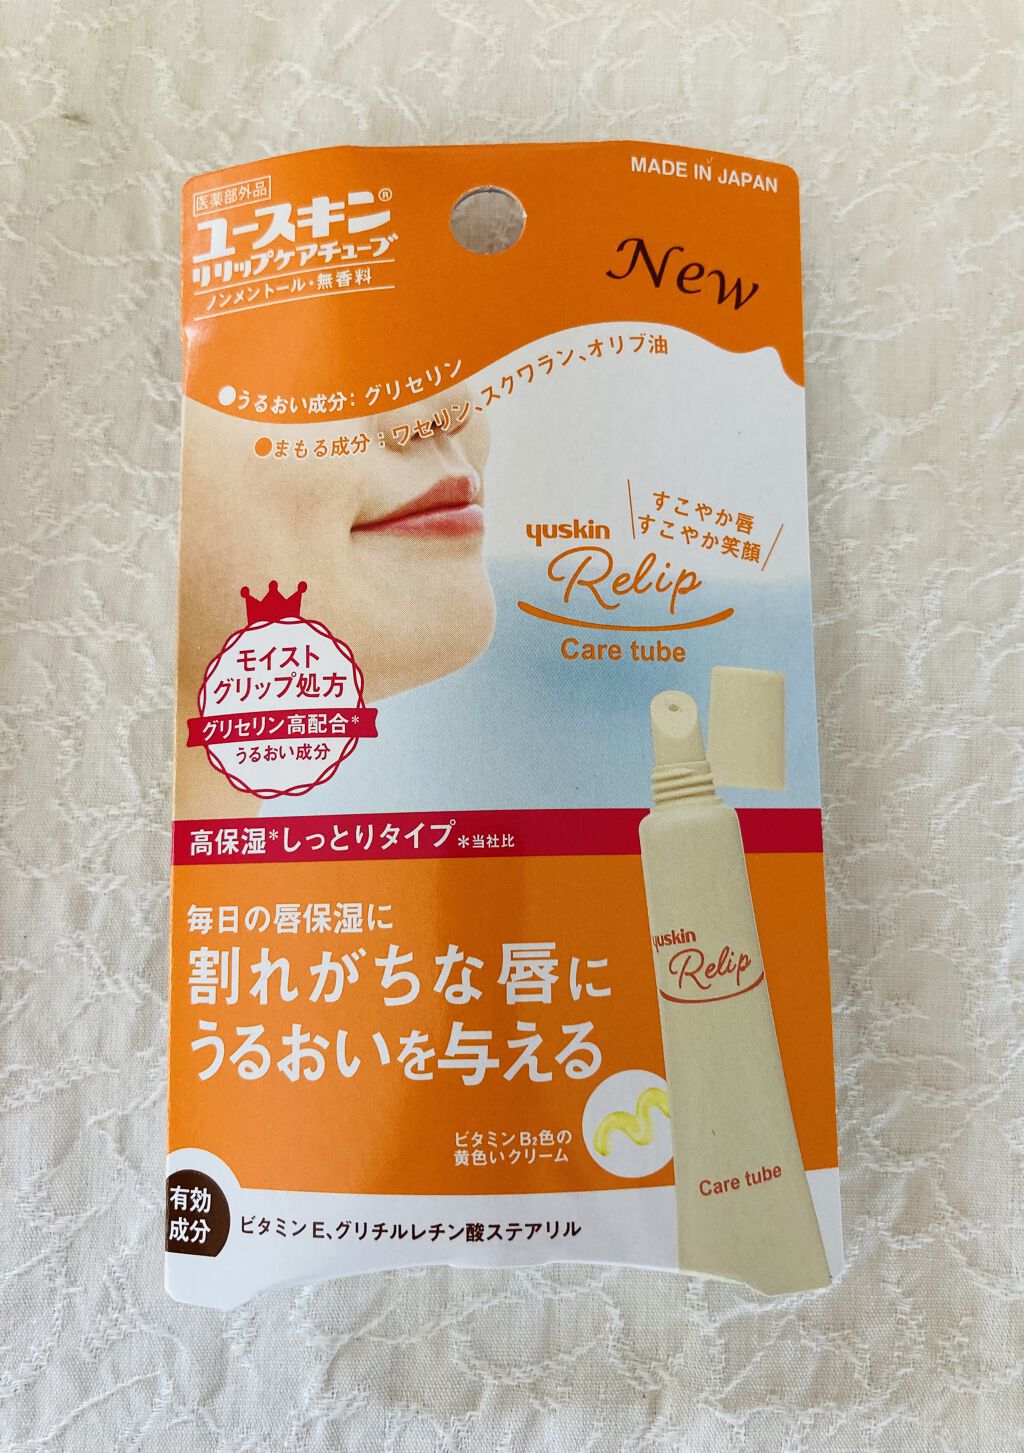 医薬部外品
ユースキン®
リリップケアチューブ
ノンメントール・無香料
MADE IN JAPAN
New
●うるおい成分：グリセリン
●まもる成分：ワセリン、スクワラン、オリブ油
すこやか唇
すこやか笑顔
yuskin
Relip
Care tube
モイスト
グリップ処方
グリセリン高配合*
うるおい成分
高保湿*しっとりタイプ *当社比
毎日の唇保湿に
割れがちな唇に
うるおいを与える
yuskin
Relip
ビタミンB₂色の
黄色いクリーム
Care tube
有効
成分
ビタミンE、グリチルレチン酸ステアリル